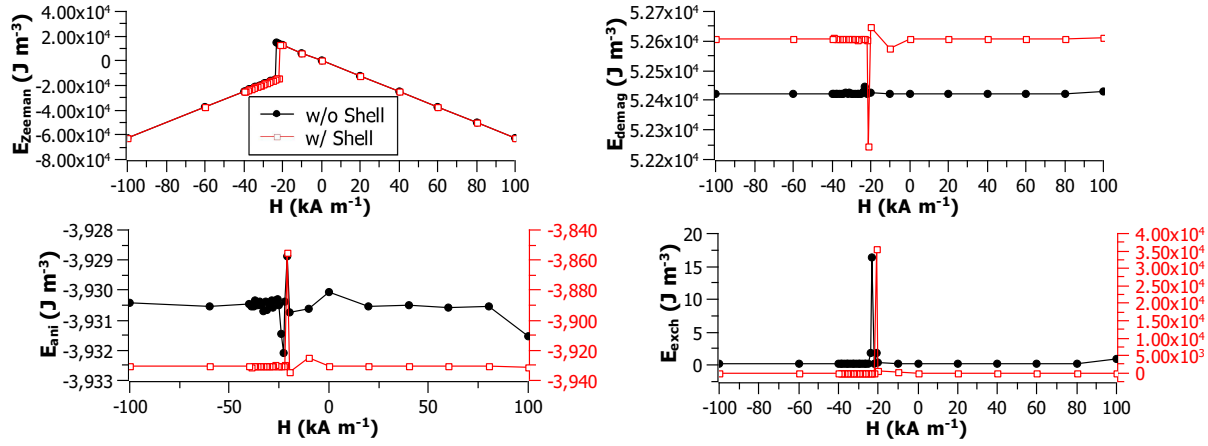 4.00x10⁴
2.00x10⁴
0
-2.00x10⁴
-4.00x10⁴
-6.00x10⁴
-8.00x10⁴
E_Zeeman (J m⁻³)
w/o Shell
w/ Shell
-100 -80 -60 -40 -20 0 20 40 60 80 100
H (kA m⁻¹)
5.27x10⁴
5.26x10⁴
5.25x10⁴
5.24x10⁴
5.23x10⁴
5.22x10⁴
E_demag (J m⁻³)
-100 -80 -60 -40 -20 0 20 40 60 80 100
H (kA m⁻¹)
-3,928
-3,929
-3,930
-3,931
-3,932
-3,933
E_ani (J m⁻³)
-3,840
-3,860
-3,880
-3,900
-3,920
-3,940
-100 -50 0 50 100
H (kA m⁻¹)
20
15
10
5
0
E_exch (J m⁻³)
4.00x10⁴
3.50x10⁴
3.00x10⁴
2.50x10⁴
2.00x10⁴
1.50x10⁴
1.00x10⁴
5.00x10³
0
-100 -80 -60 -40 -20 0 20 40 60 80 100
H (kA m⁻¹)